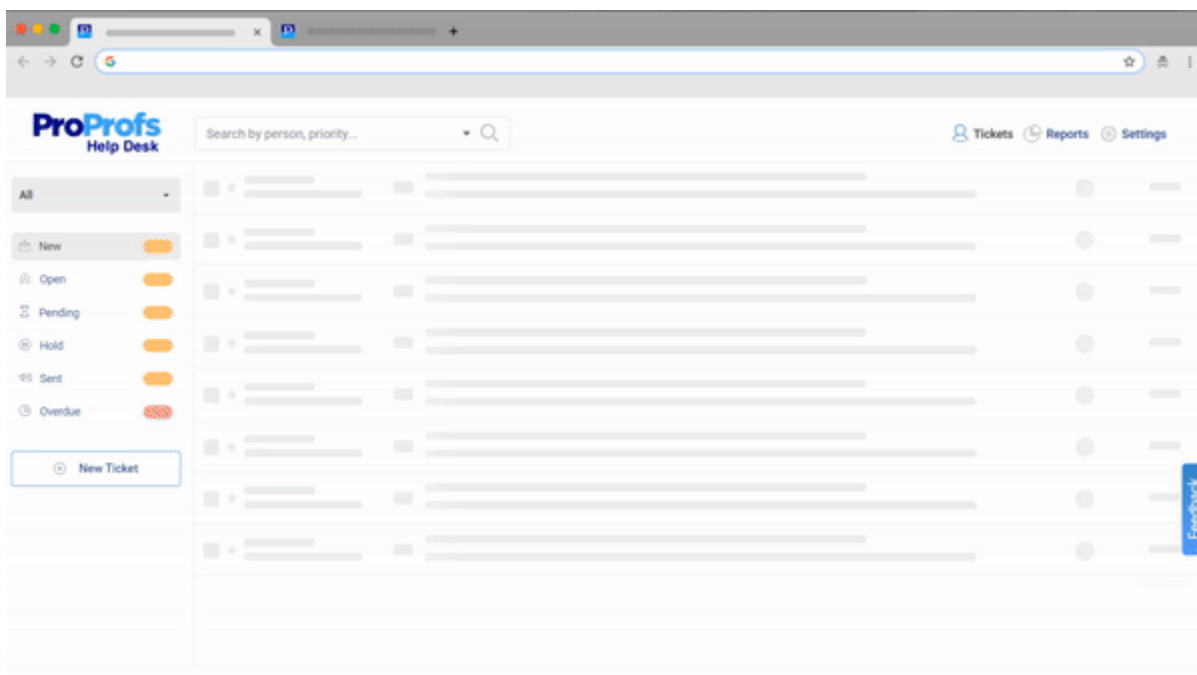 ProProfs
Help Desk
Search by person, priority...
Tickets Reports Settings
All
New
Open
Pending
Hold
Sent
Overdue
New Ticket
Feedback